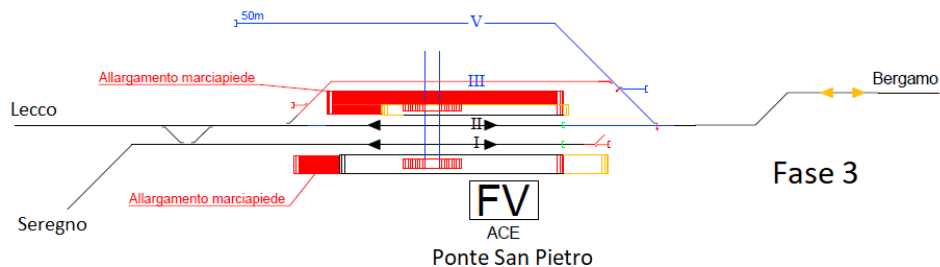 50m
V
III
Allargamento marciapiede
Bergamo
Lecco
II
I
Fase 3
Allargamento marciapiede
FV
Seregno
ACE
Ponte San Pietro